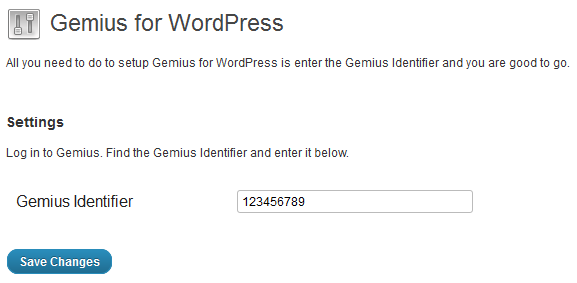 Gemius for WordPress
All you need to do to setup Gemius for WordPress is enter the Gemius Identifier and you are good to go.
Settings
Log in to Gemius. Find the Gemius Identifier and enter it below.
Gemius Identifier 123456789
Save Changes